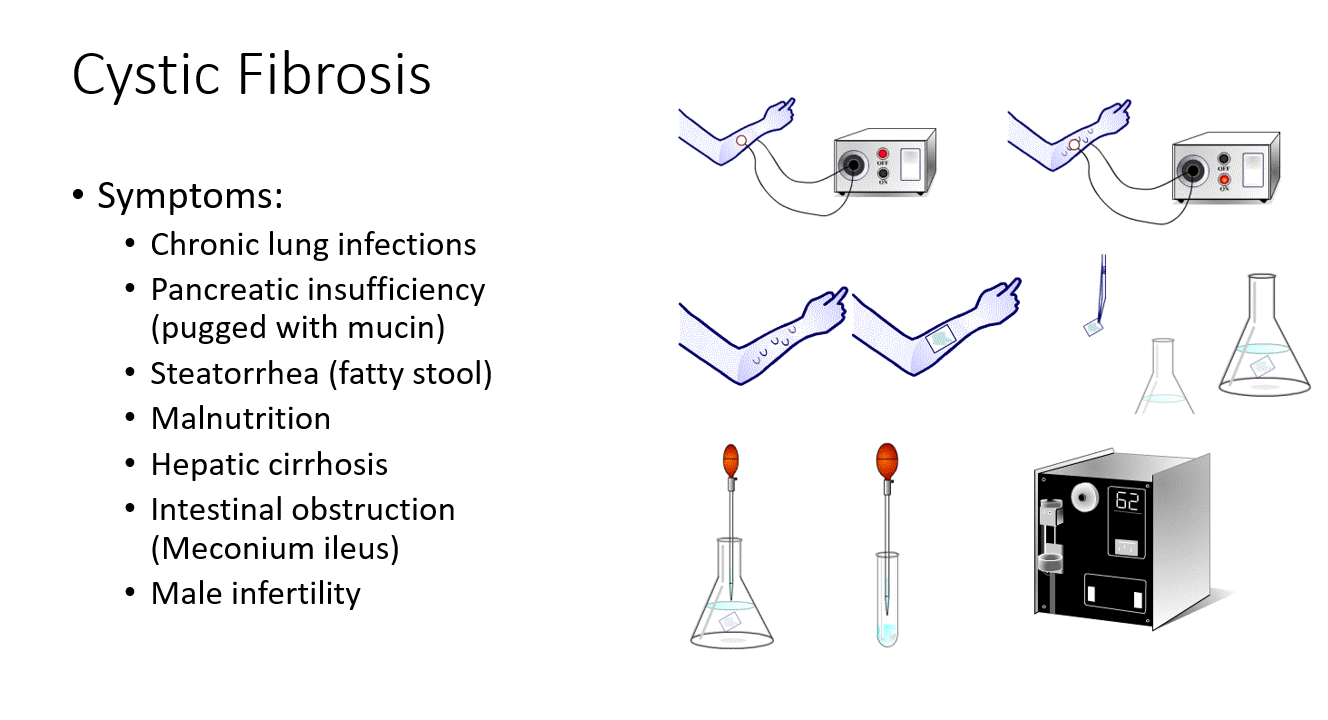 Cystic Fibrosis
• Symptoms:
• Chronic lung infections
• Pancreatic insufficiency
(pugged with mucin)
• Steatorrhea (fatty stool)
• Malnutrition
• Hepatic cirrhosis
• Intestinal obstruction
(Meconium ileus)
• Male infertility
OFF
ON
OFF
ON
62